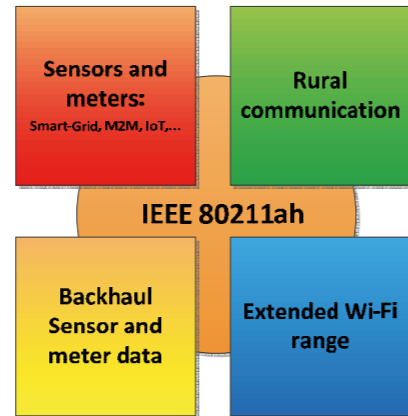 Sensors and
meters:
Smart-Grid, M2M, IoT,...
Rural
communication
IEEE 80211ah
Backhaul
Sensor and
meter data
Extended Wi-Fi
range